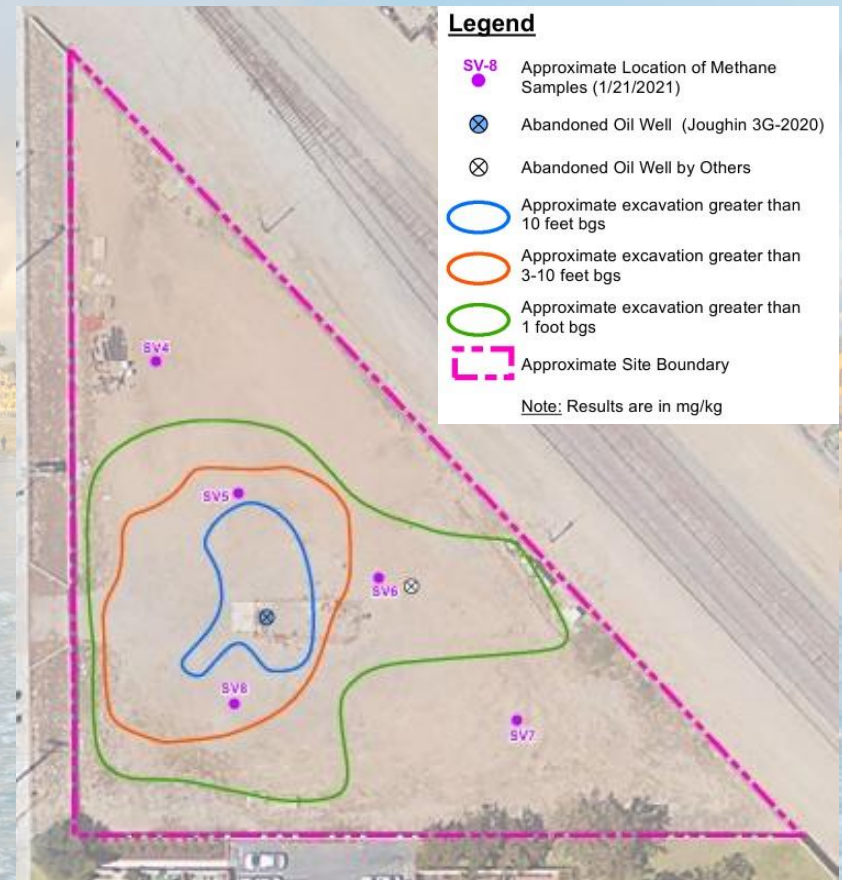 Legend
SV-8
Approximate Location of Methane
Samples (1/21/2021)
Abandoned Oil Well (Joughin 3G-2020)
Abandoned Oil Well by Others
Approximate excavation greater than
10 feet bgs
Approximate excavation greater than
3-10 feet bgs
Approximate excavation greater than
1 foot bgs
Approximate Site Boundary
Note: Results are in mg/kg
SV4
SV5
SV6
SV8
SV7